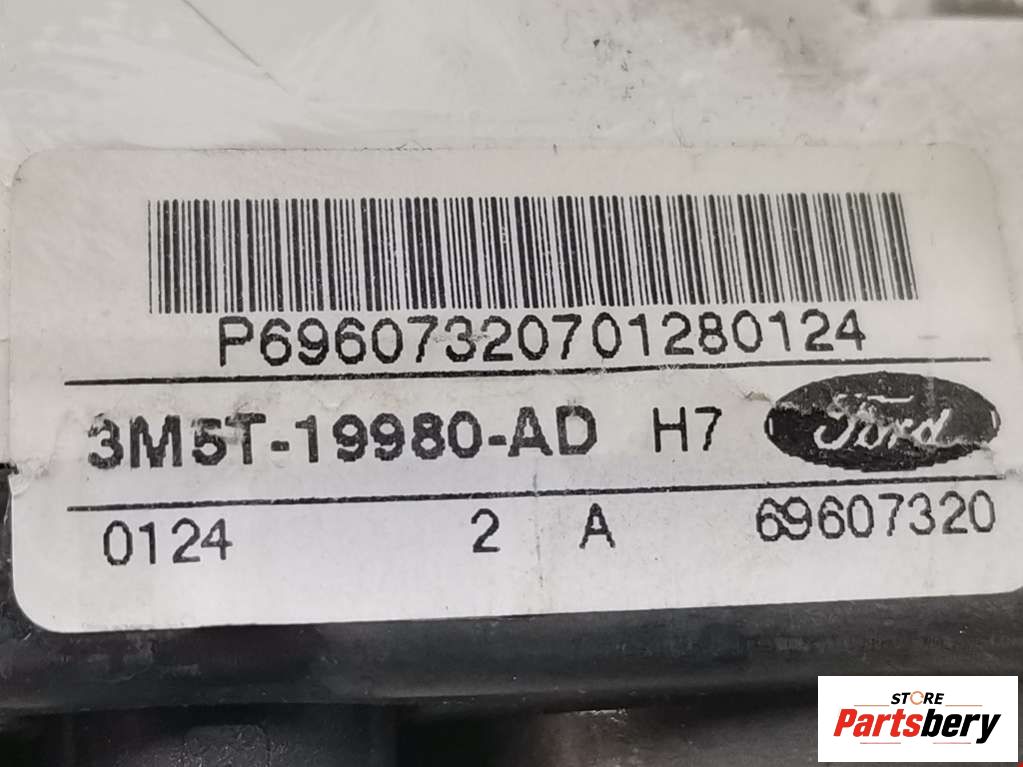 P69607320701280124
3M5T-19980-AD H7 Ford
0124 2 A 69607320
STORE
Partsbery